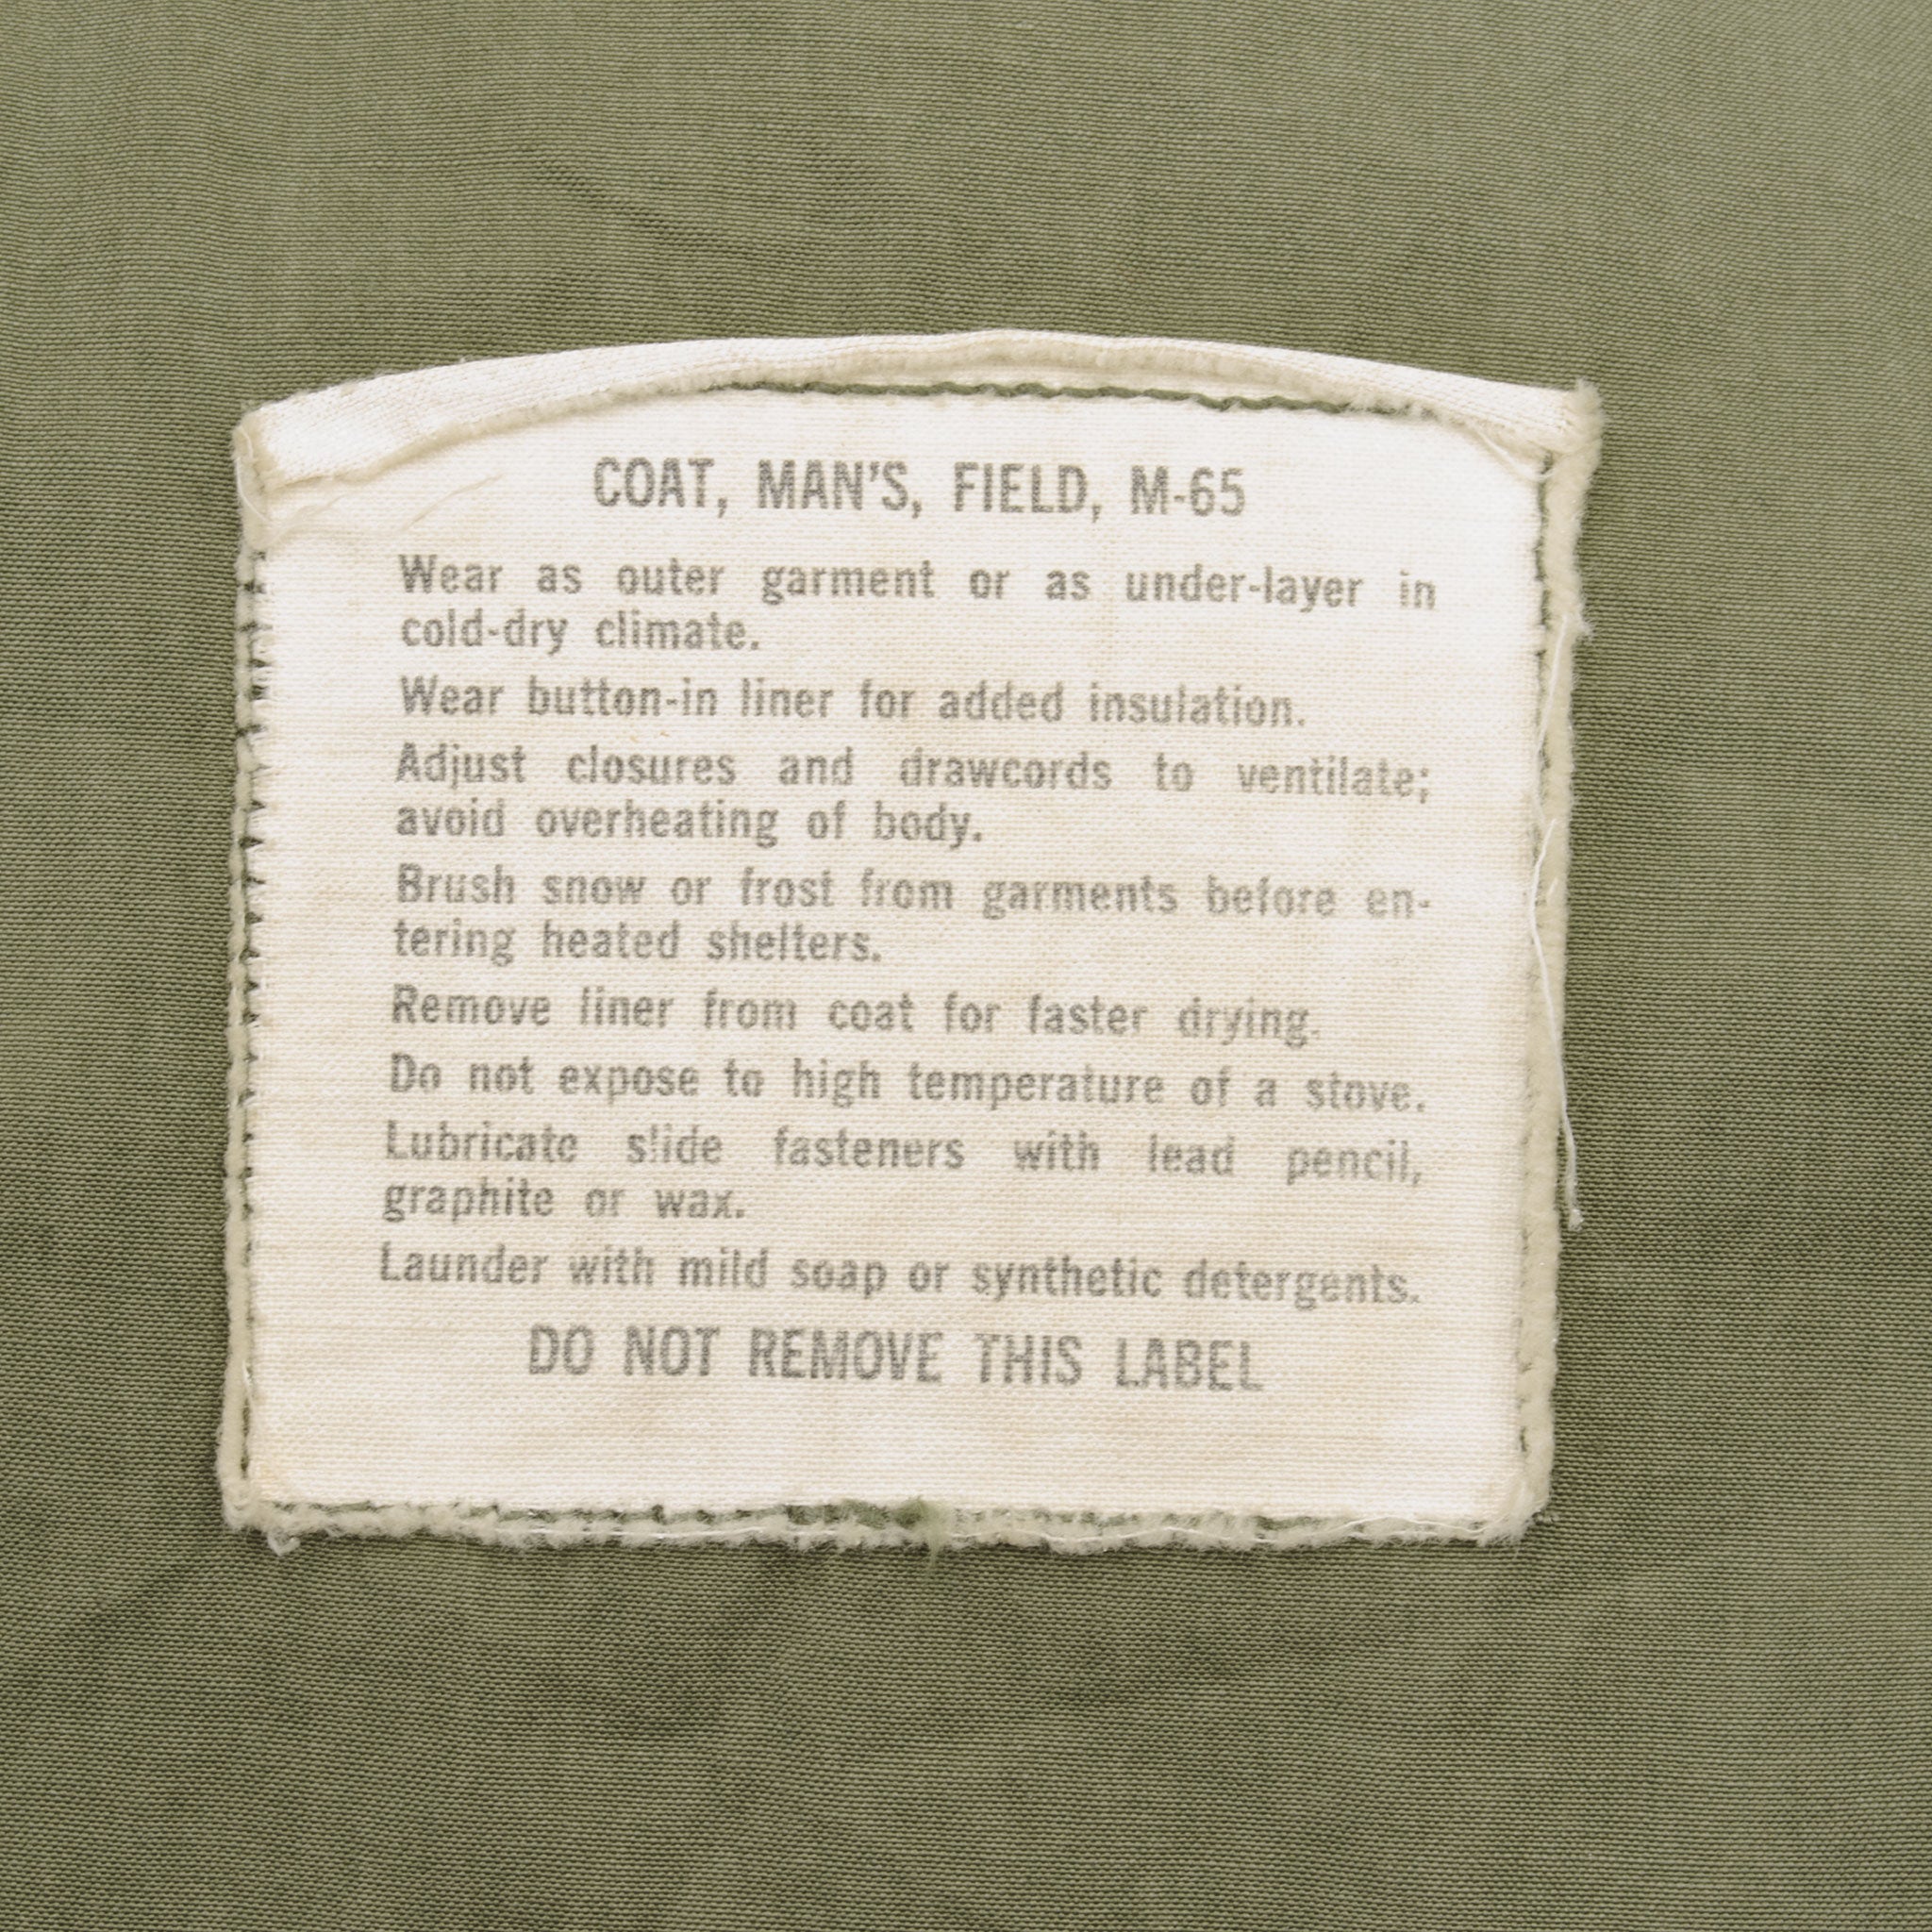 COAT, MAN'S, FIELD, M-65
Wear as outer garment or as under-layer in
cold-dry climate.
Wear button-in liner for added insulation.
Adjust closures and drawcords to ventilate;
avoid overheating of body.
Brush snow or frost from garments before en-
tering heated shelters.
Remove liner from coat for faster drying.
Do not expose to high temperature of a stove.
Lubricate slide fasteners with lead pencil,
graphite or wax.
Launder with mild soap or synthetic detergents.
DO NOT REMOVE THIS LABEL